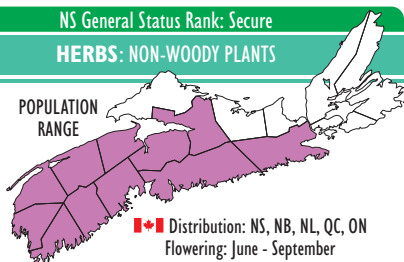 NS General Status Rank: Secure
HERBS: NON-WOODY PLANTS
POPULATION
RANGE
Distribution: NS, NB, NL, QC, ON
Flowering: June - September